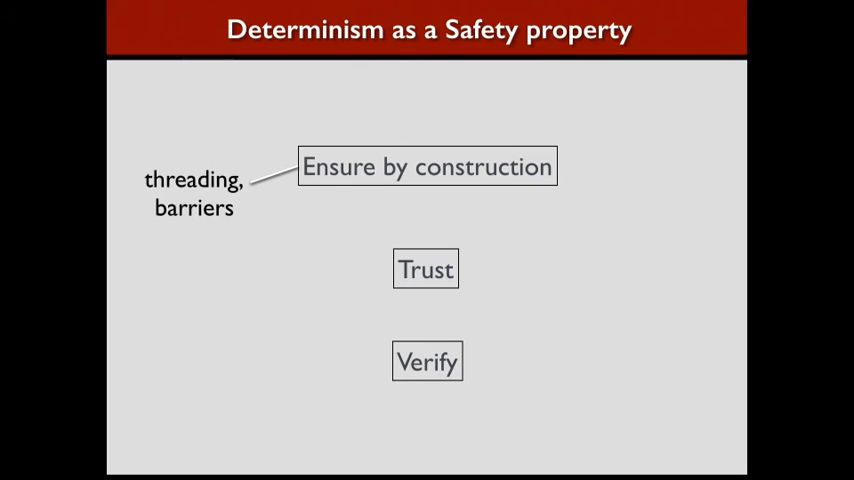 Determinism as a Safety property
Ensure by construction
threading,
barriers
Trust
Verify